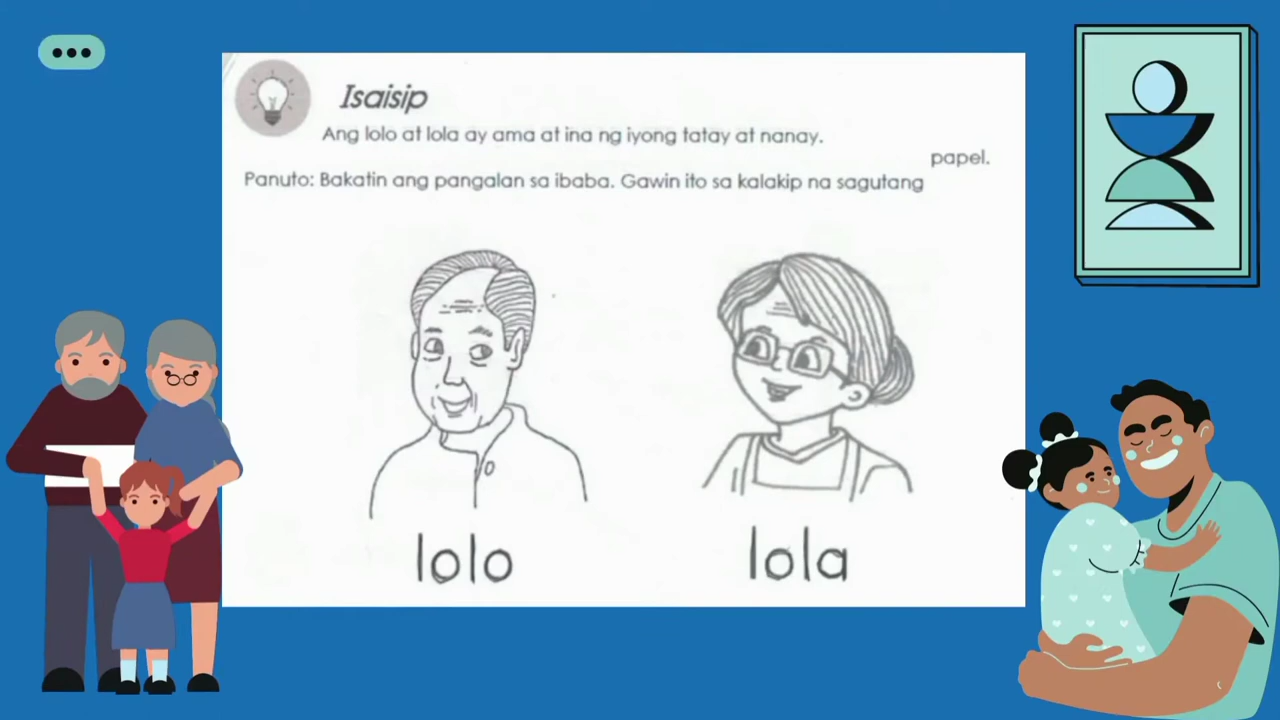 Isaisip
Ang lolo at lola ay ama at ina ng iyong tatay at nanay.
papel.
Panuto: Bakatin ang pangalan sa ibaba. Gawin ito sa kalakip na sagutang
lolo
lola